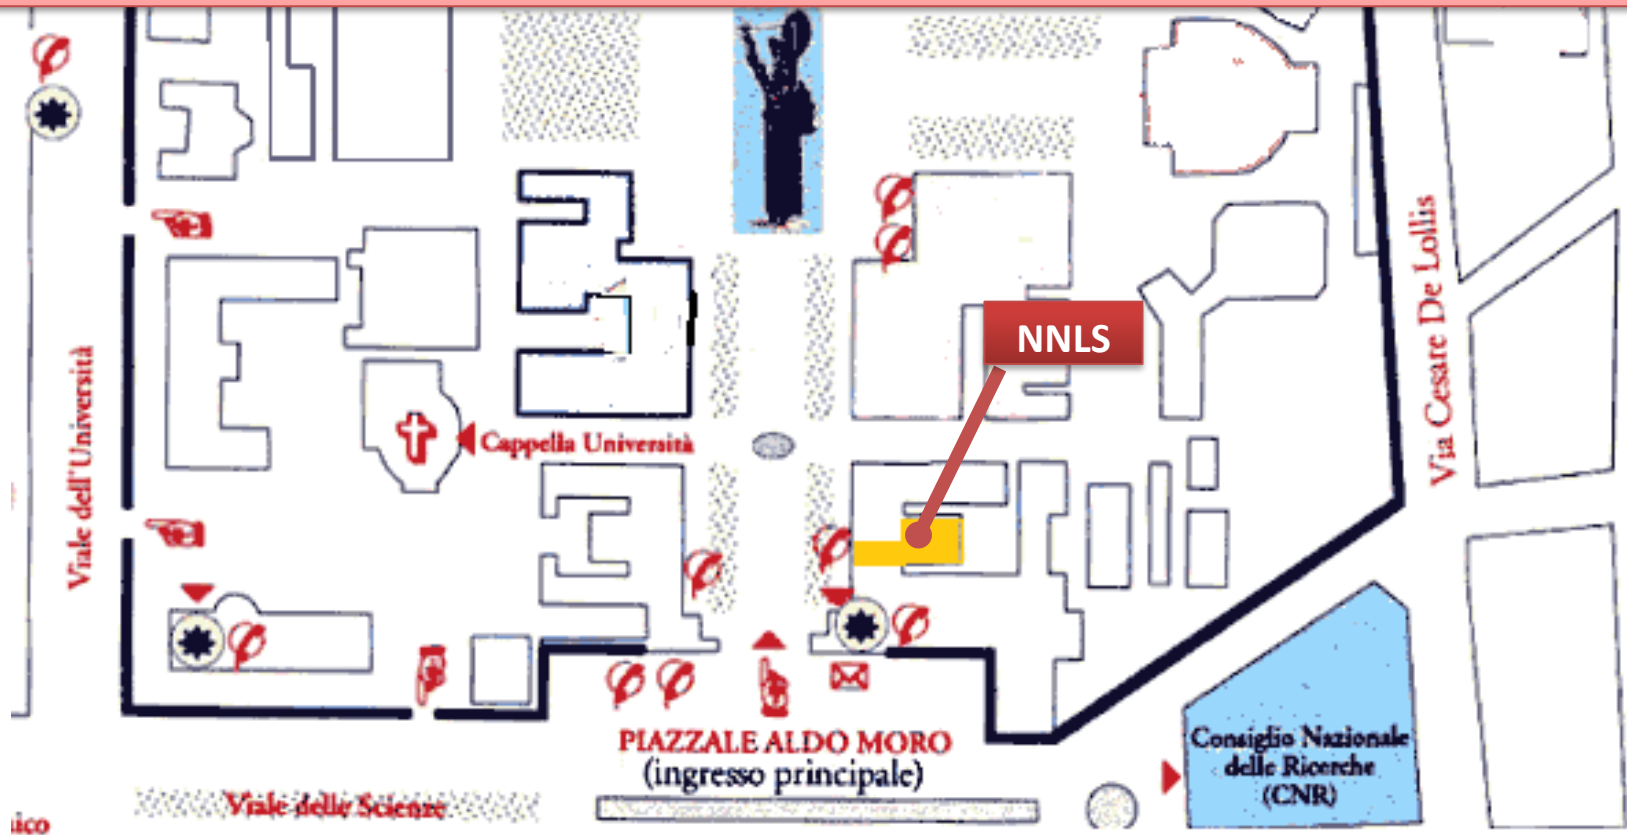 NNLS
Via Cesare De Lollis
Viale dell'Università
Cappella Università
PIAZZALE ALDO MORO
(ingresso principale)
Consiglio Nazionale
delle Ricerche
(CNR)
Viale delle Scienze
ico